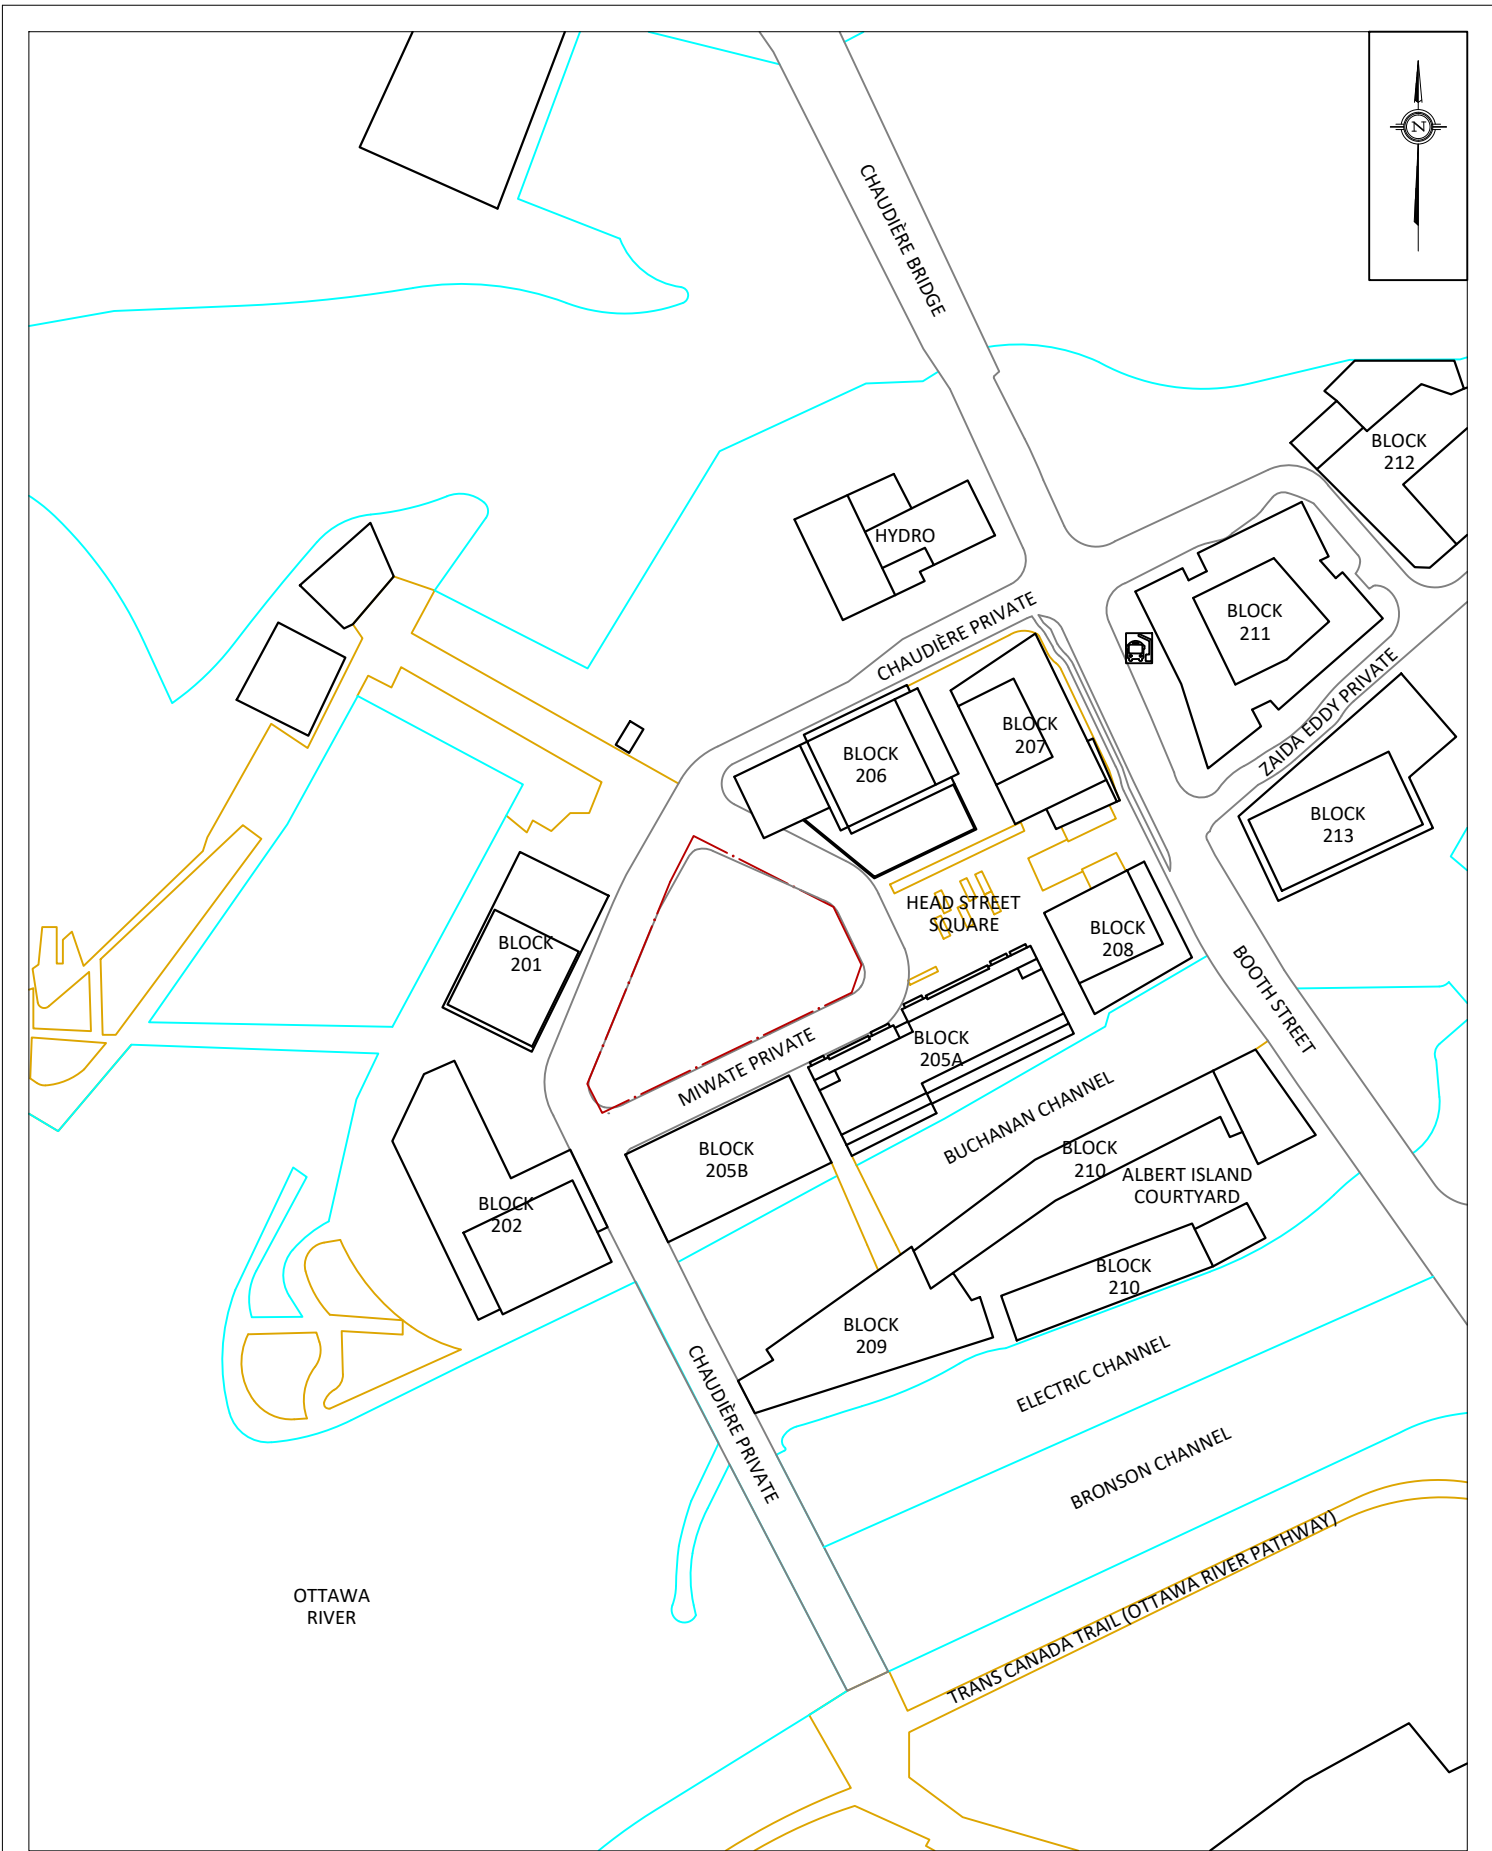 N
CHAUDIÈRE BRIDGE
BLOCK
212
HYDRO
CHAUDIÈRE PRIVATE
BLOCK
211
ZAIDA EDDY PRIVATE
BLOCK
207
BLOCK
206
BLOCK
213
HEAD STREET
SQUARE
BLOCK
208
BLOCK
201
BOOTH STREET
BLOCK
205A
MIWATE PRIVATE
BUCHANAN CHANNEL
BLOCK
205B
BLOCK
210
ALBERT ISLAND
COURTYARD
BLOCK
202
BLOCK
210
BLOCK
209
CHAUDIÈRE PRIVATE
ELECTRIC CHANNEL
BRONSON CHANNEL
TRANS CANADA TRAIL (OTTAWA RIVER PATHWAY)
OTTAWA
RIVER